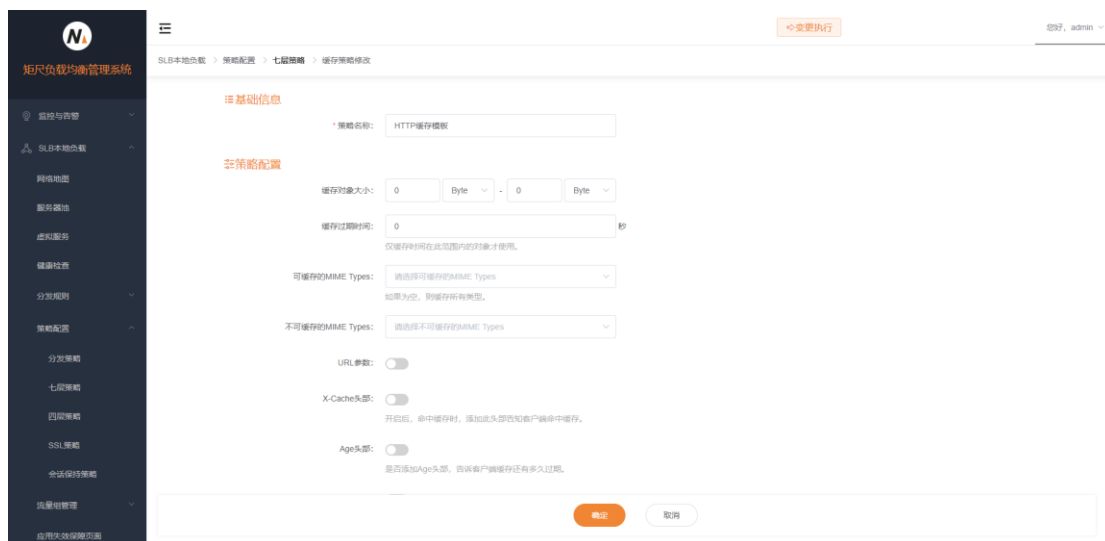 变更执行
您好, admin
矩尺负载均衡管理系统
SLB本地负载 > 策略配置 > 七层策略 > 缓存策略修改
监控与告警
SLB本地负载
网络地图
服务器池
虚拟服务
健康检查
分发规则
策略配置
分发策略
七层策略
四层策略
SSL策略
会话保持策略
流量组管理
应用失效保障页面
基础信息
* 策略名称: HTTP缓存模板
策略配置
缓存对象大小: 0 Byte - 0 Byte
缓存过期时间: 0 秒
仅缓存时间在此范围内的对象才使用。
可缓存的MIME Types: 请选择可缓存的MIME Types
如果为空，则缓存所有类型。
不可缓存的MIME Types: 请选择不可缓存的MIME Types
URL参数:
X-Cache头部:
开启后，命中缓存时，添加此头部告知客户端命中缓存。
Age头部:
是否添加Age头部，告诉客户端缓存还有多久过期。
确定
取消